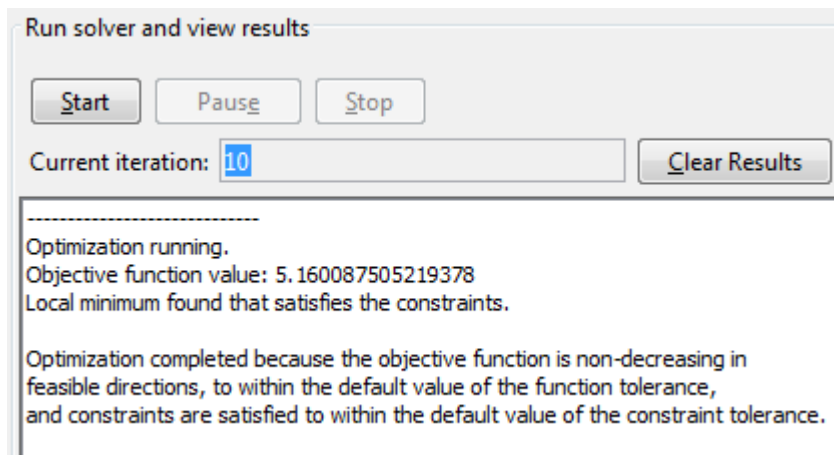 Run solver and view results
Start Pause Stop
Current iteration: 10 Clear Results
------------------------------
Optimization running.
Objective function value: 5.160087505219378
Local minimum found that satisfies the constraints.
Optimization completed because the objective function is non-decreasing in
feasible directions, to within the default value of the function tolerance,
and constraints are satisfied to within the default value of the constraint tolerance.